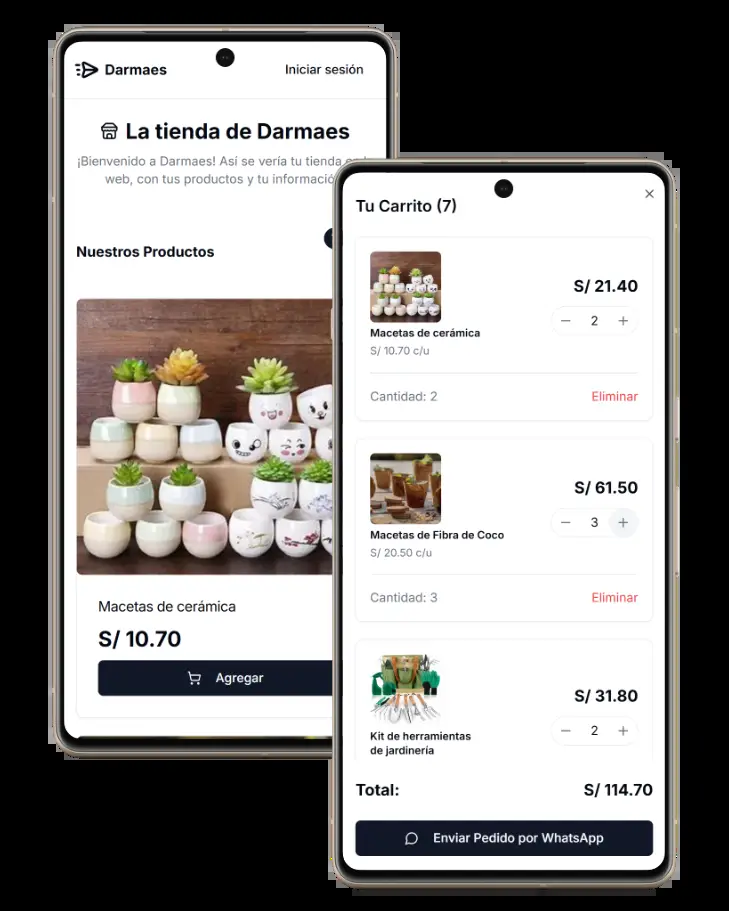 Darmaes
Iniciar sesión
La tienda de Darmaes
¡Bienvenido a Darmaes! Así se vería tu tienda
web, con tus productos y tu
Nuestros Productos
Macetas de cerámica
S/ 10.70
Agregar
Tu Carrito (7)
S/ 21.40
2
Macetas de cerámica
S/ 10.70 c/u
Cantidad: 2
Eliminar
S/ 61.50
3
Macetas de Fibra de Coco
S/ 20.50 c/u
Cantidad: 3
Eliminar
S/ 31.80
2
Kit de herramientas
de jardinería
Total:
S/ 114.70
Enviar Pedido por WhatsApp